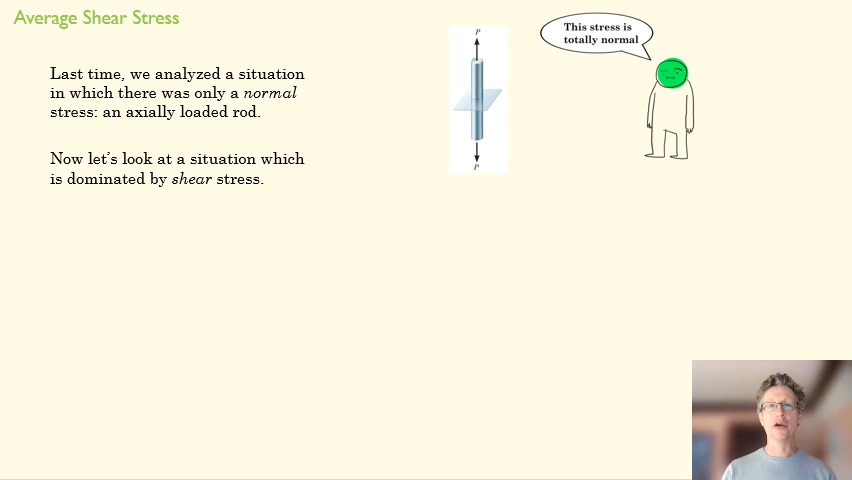 Average Shear Stress
Last time, we analyzed a situation
in which there was only a normal
stress: an axially loaded rod.
Now let's look at a situation which
is dominated by shear stress.
P
P
This stress is
totally normal